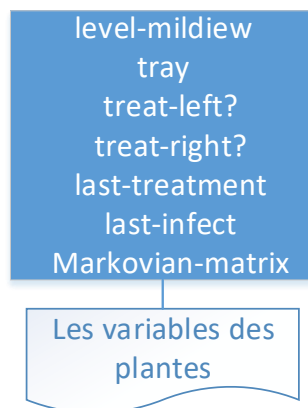 level-mildiew
tray
treat-left?
treat-right?
last-treatment
last-infect
Markovian-matrix
Les variables des
plantes